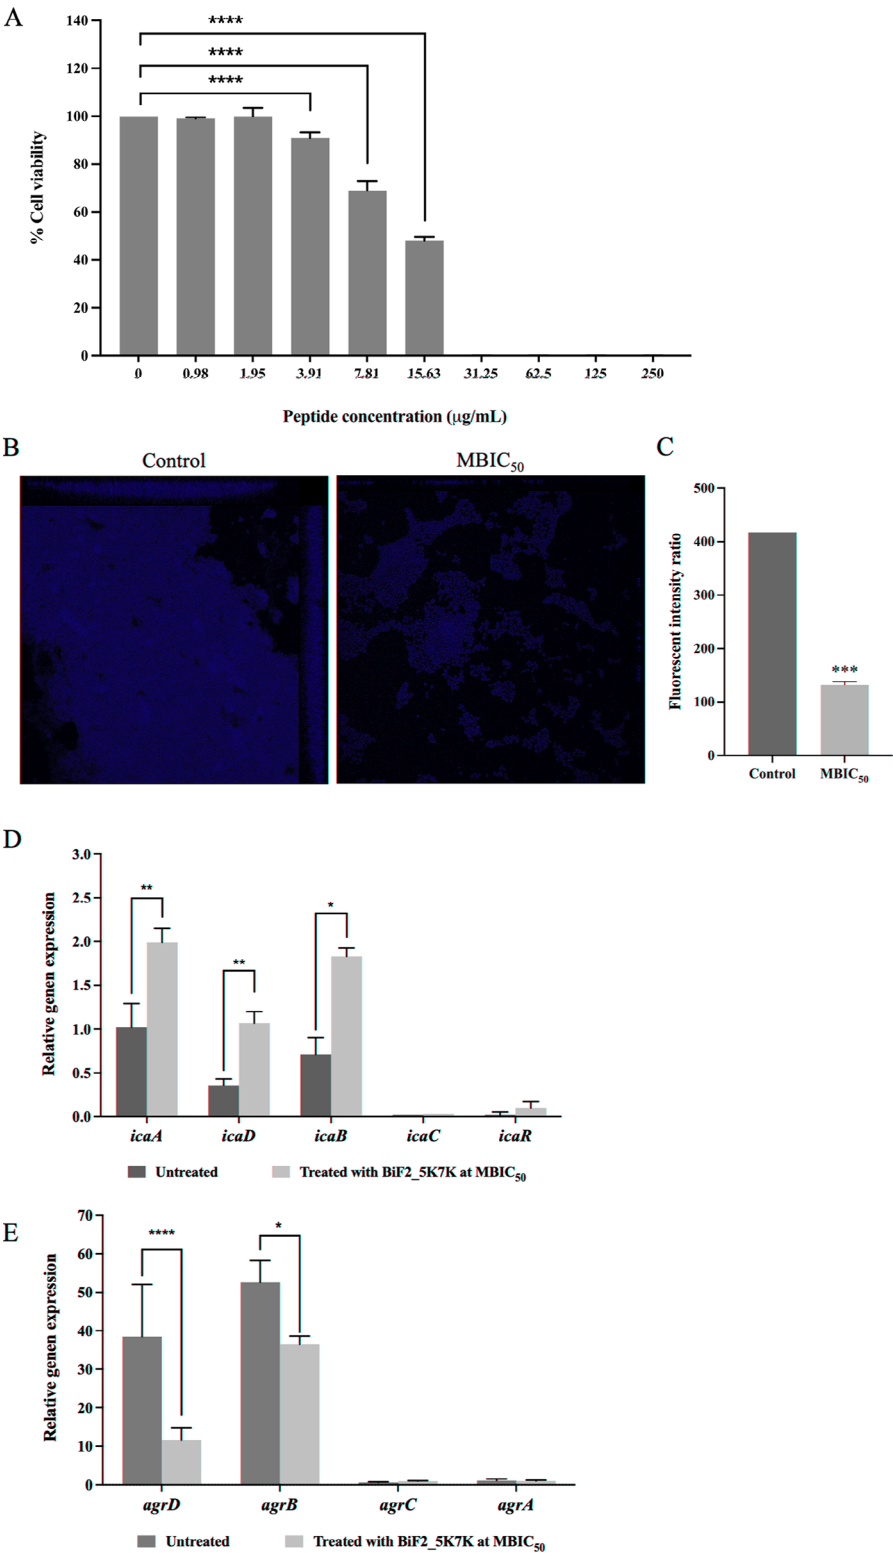 A
140
120
100
80
60
40
20
0
% Cell viability
****
****
****
0 0.98 1.95 3.91 7.81 15.63 31.25 62.5 125 250
Peptide concentration (μg/mL)
B
Control MBIC50
C
500
400
300
200
100
0
Fluorescent intensity ratio
***
Control MBIC50
D
3.0
2.5
2.0
1.5
1.0
0.5
0.0
Relative genen expression
**
**
*
icaA icaD icaB icaC icaR
Untreated Treated with BiF2_5K7K at MBIC50
E
70
60
50
40
30
20
10
0
Relative genen expression
****
*
agrD agrB agrC agrA
Untreated Treated with BiF2_5K7K at MBIC50